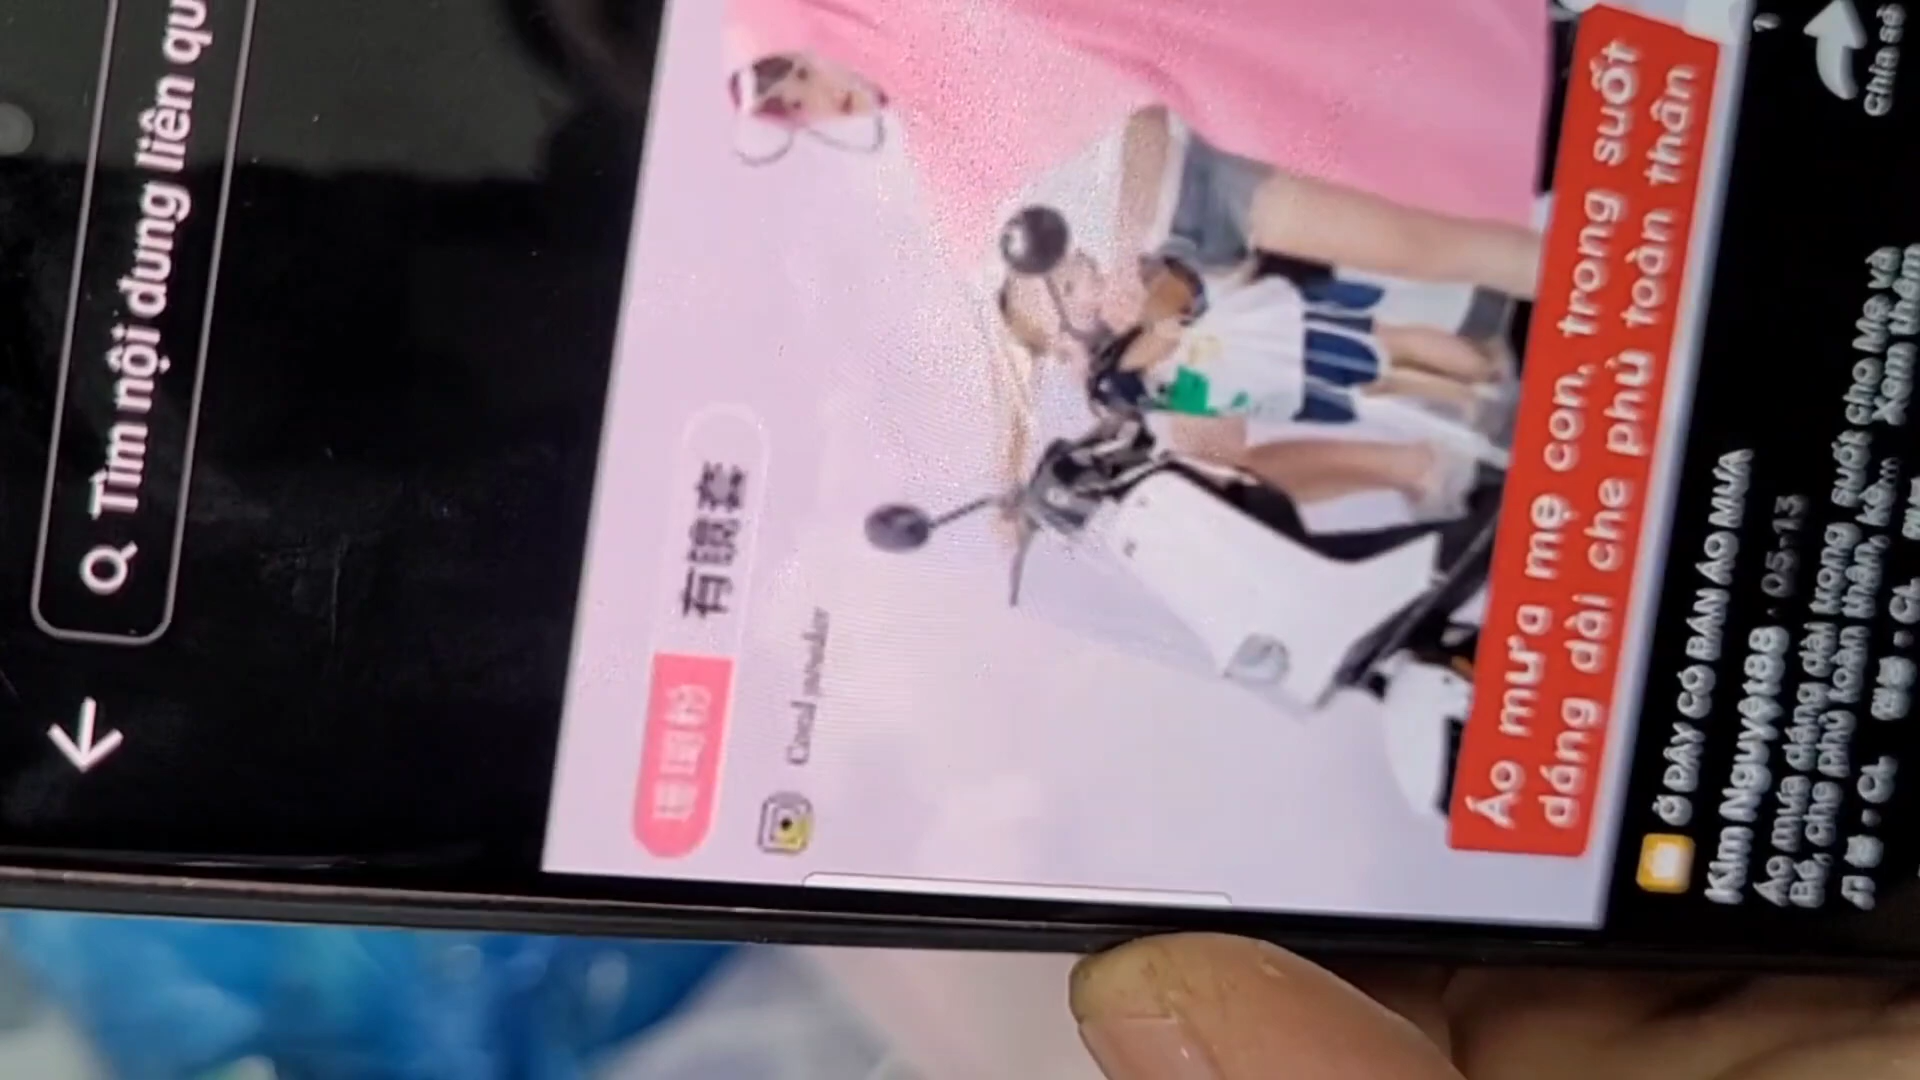 Tìm nội dung liên qu
有镜套
Áo mưa mẹ con, trong suốt
dáng dài che phủ toàn thân
Ở ĐÂY CÓ BÁN ÁO MƯA
Kim Nguyệt88 · 05-13
Áo mưa dáng dài trong suốt cho Mẹ và
Bé, che phủ toàn thân, kè... Xem thêm
Chia sẻ